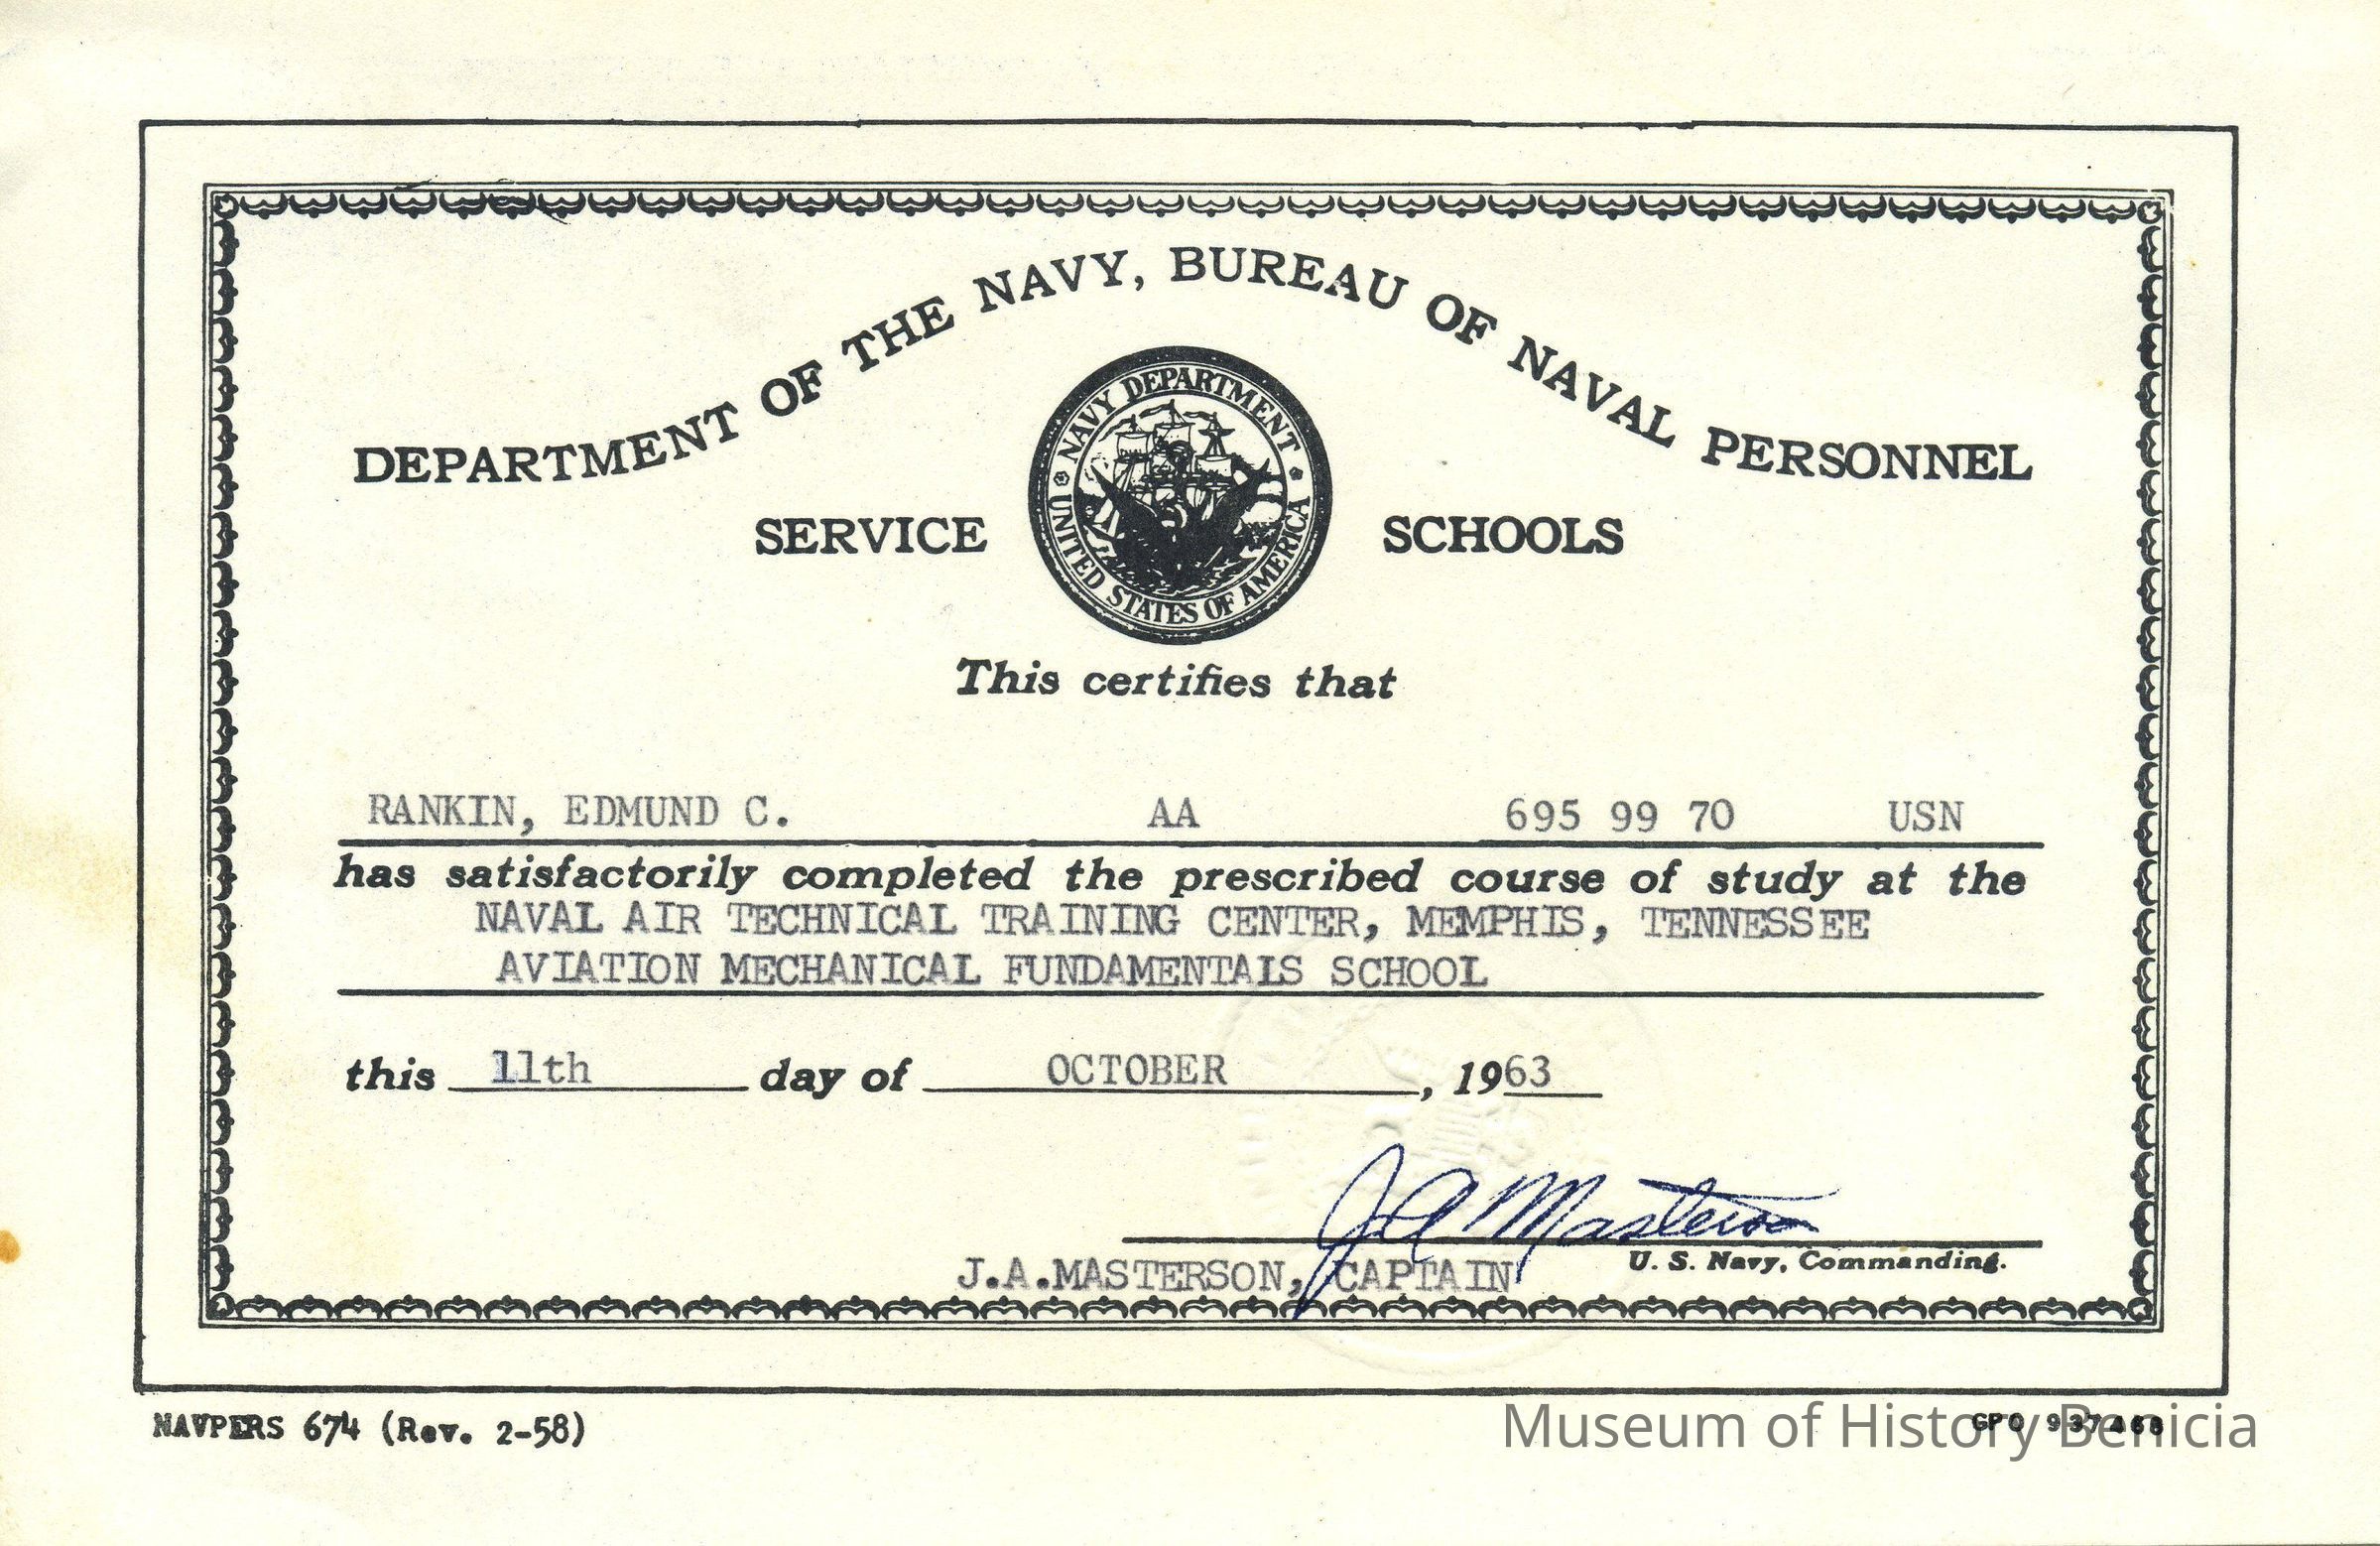 DEPARTMENT OF THE NAVY, BUREAU OF NAVAL PERSONNEL
NAVY DEPARTMENT
UNITED STATES OF AMERICA
SERVICE SCHOOLS
This certifies that
RANKIN, EDMUND C. AA 695 99 70 USN
has satisfactorily completed the prescribed course of study at the
NAVAL AIR TECHNICAL TRAINING CENTER, MEMPHIS, TENNESSEE
AVIATION MECHANICAL FUNDAMENTALS SCHOOL
this 11th day of OCTOBER, 1963
J A Masterson
U. S. Navy, Commanding.
J.A.MASTERSON, CAPTAIN
NAVPERS 674 (Rev. 2-58)
GPO
Museum of History Benicia